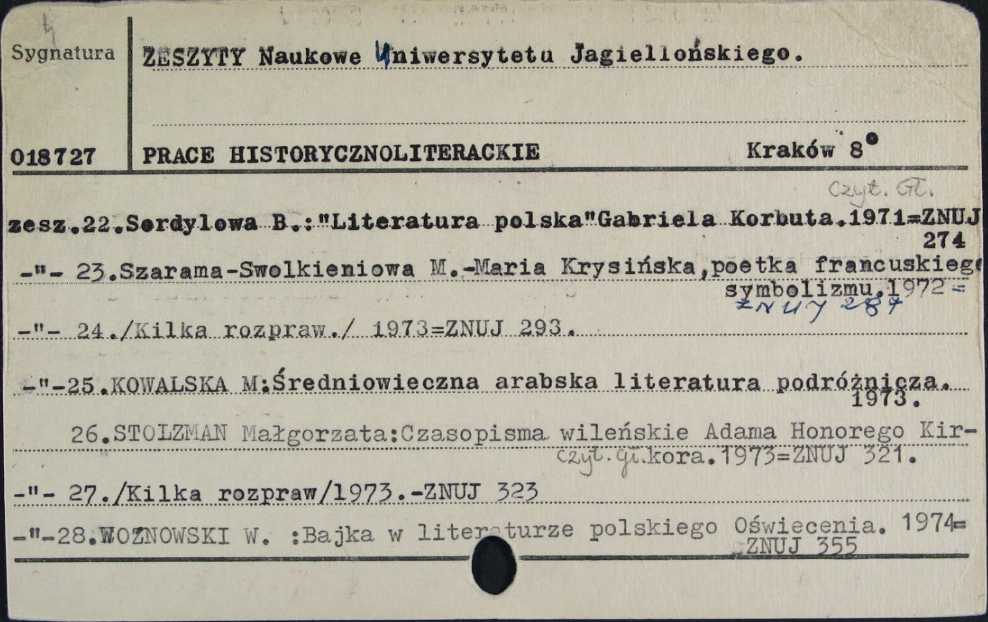 Sygnatura ZESZYTY Naukowe Uniwersytetu Jagiellońskiego.
018727 PRACE HISTORYCZNOLITERACKIE Kraków 8°
Czyt. Gł.
zesz.22.Serdylowa B.:"Literatura polska"Gabriela Korbuta.1971=ZNUJ
274
-"- 23.Szarama-Swolkieniowa M.-Maria Krysińska,poetka francuskiego
symbolizmu.1972=
ZNUJ 287
-"- 24./Kilka rozpraw./ 1973=ZNUJ 293.
-"-25.KOWALSKA M:Średniowieczna arabska literatura podróżnicza.
1973.
26.STOLZMAN Małgorzata:Czasopisma wileńskie Adama Honorego Kir-
Czyt. Gł. kora.1973=ZNUJ 321.
-"- 27./Kilka rozpraw/1973.-ZNUJ 323
-"-28.WOZNOWSKI W. :Bajka w literaturze polskiego Oświecenia. 1974=
ZNUJ 355